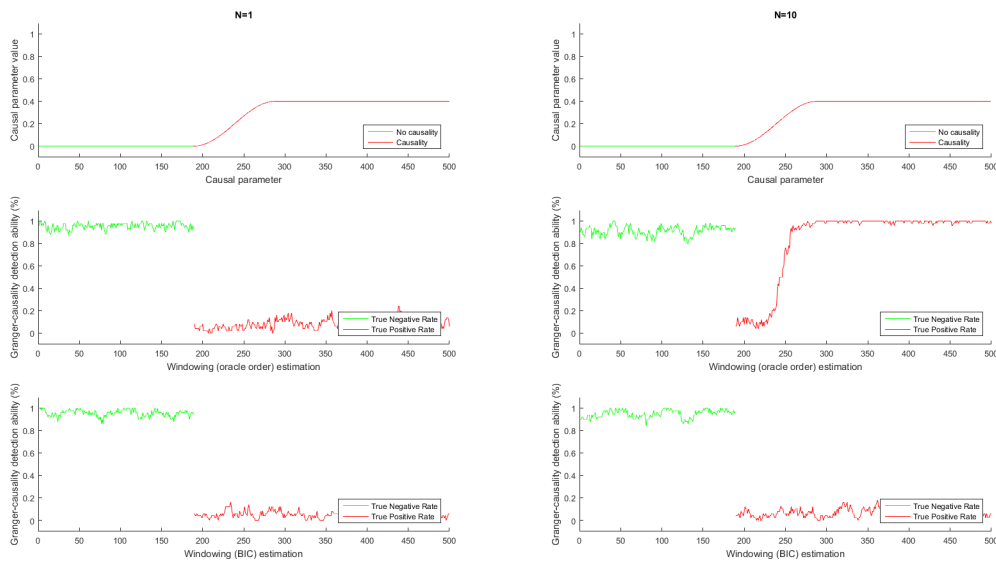 N=1
Causal parameter value
1
0.8
0.6
0.4
0.2
0
0 50 100 150 200 250 300 350 400 450 500
Causal parameter
No causality
Causality
N=10
Causal parameter value
1
0.8
0.6
0.4
0.2
0
0 50 100 150 200 250 300 350 400 450 500
Causal parameter
No causality
Causality
Granger-causality detection ability (%)
1
0.8
0.6
0.4
0.2
0
0 50 100 150 200 250 300 350 400 450 500
Windowing (oracle order) estimation
True Negative Rate
True Positive Rate
Granger-causality detection ability (%)
1
0.8
0.6
0.4
0.2
0
0 50 100 150 200 250 300 350 400 450 500
Windowing (oracle order) estimation
True Negative Rate
True Positive Rate
Granger-causality detection ability (%)
1
0.8
0.6
0.4
0.2
0
0 50 100 150 200 250 300 350 400 450 500
Windowing (BIC) estimation
True Negative Rate
True Positive Rate
Granger-causality detection ability (%)
1
0.8
0.6
0.4
0.2
0
0 50 100 150 200 250 300 350 400 450 500
Windowing (BIC) estimation
True Negative Rate
True Positive Rate